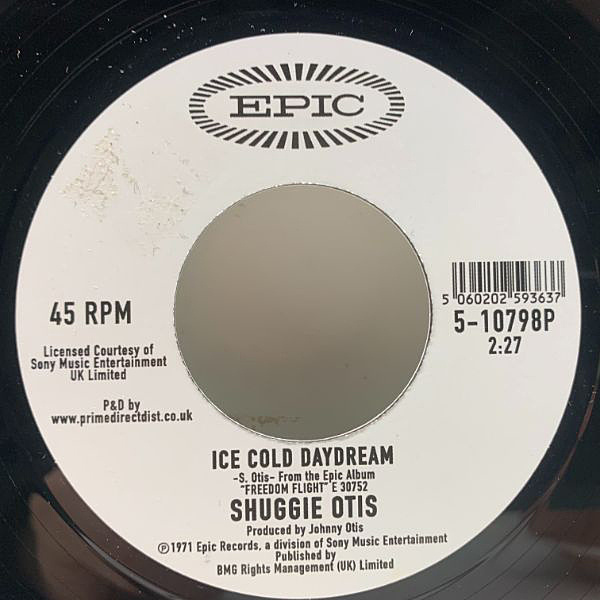 EPIC
45 RPM
Licensed Courtesy of
Sony Music Entertainment
UK Limited
P&D by
www.primedirectdist.co.uk
5 060202 593637
5-10798P
2:27
ICE COLD DAYDREAM
-S. Otis- From the Epic Album
"FREEDOM FLIGHT" E 30752
SHUGGIE OTIS
Produced by Johnny Otis
℗1971 Epic Records, a division of Sony Music Entertainment
Published by
BMG Rights Management (UK) Limited